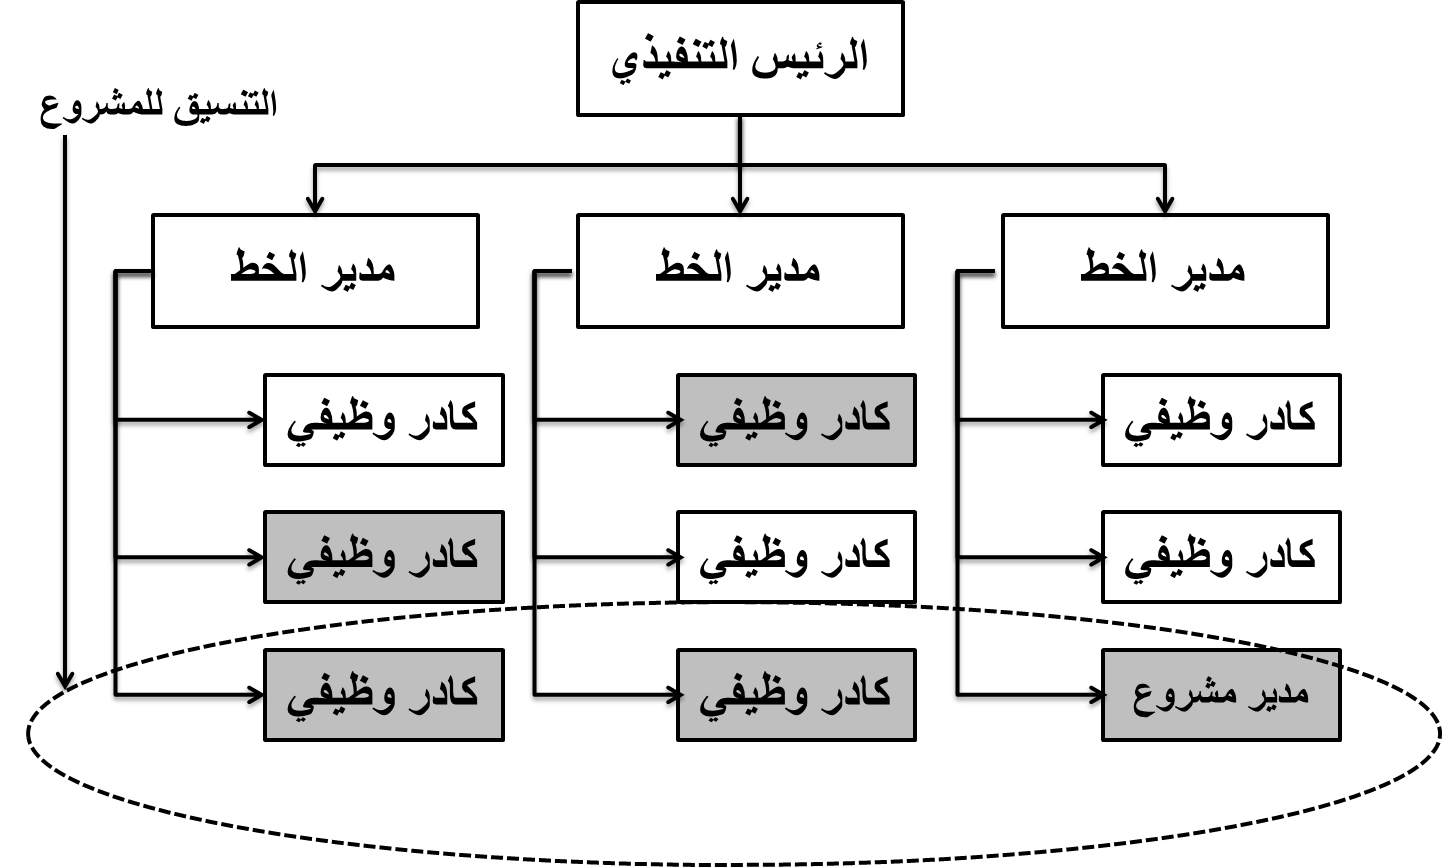 الرئيس التنفيذي
التنسيق للمشروع
مدير الخط
مدير الخط
مدير الخط
كادر وظيفي
كادر وظيفي
كادر وظيفي
كادر وظيفي
كادر وظيفي
كادر وظيفي
مدير مشروع
كادر وظيفي
كادر وظيفي